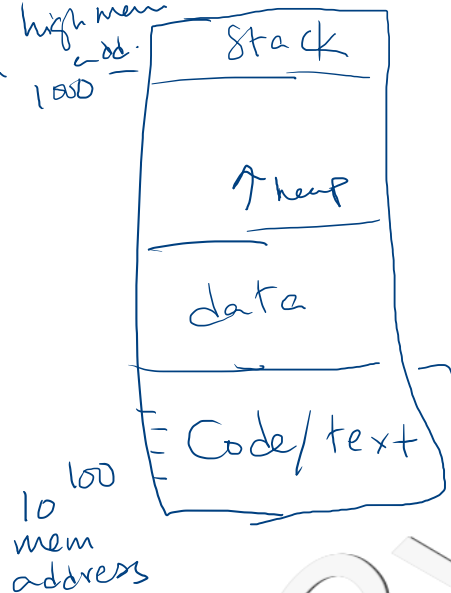 high mem
add.
1000
Stack
↑ heap
data
Code/text
100
10
mem
address